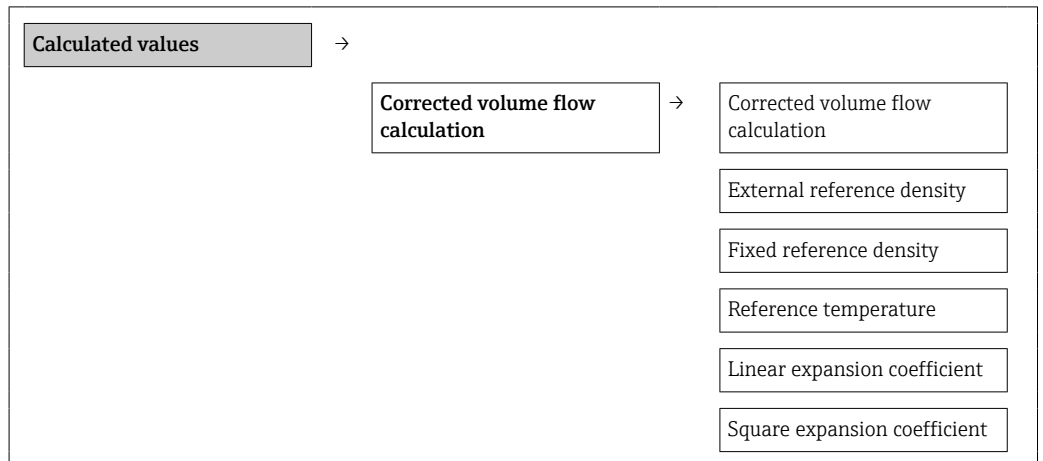 Calculated values →
Corrected volume flow
calculation
→
Corrected volume flow
calculation
External reference density
Fixed reference density
Reference temperature
Linear expansion coefficient
Square expansion coefficient